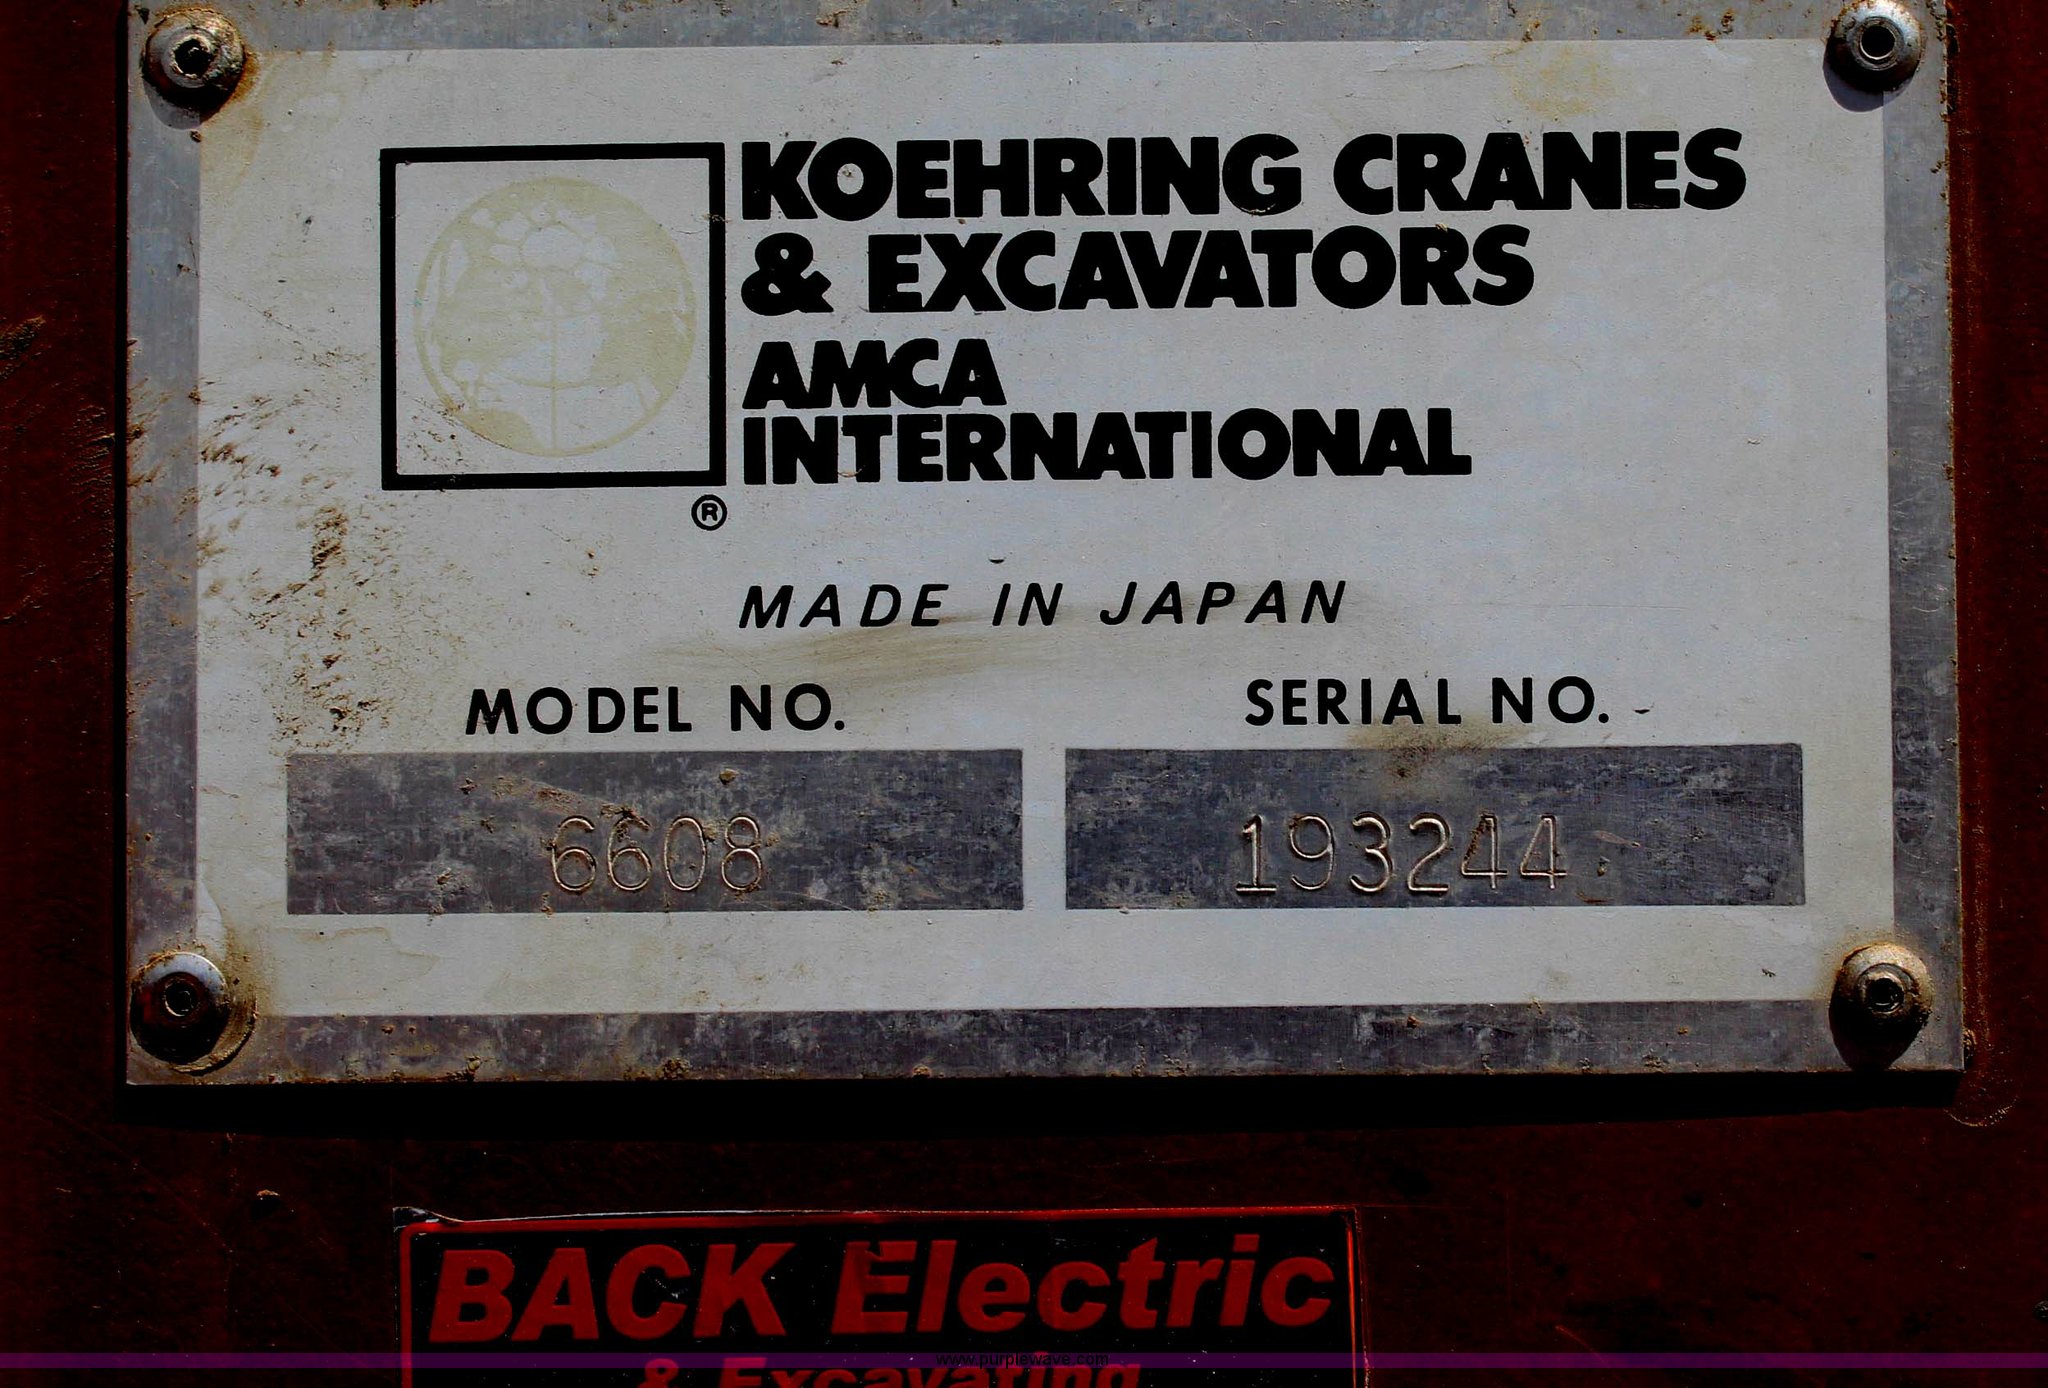 KOEHRING CRANES
& EXCAVATORS
AMCA
INTERNATIONAL
®
MADE IN JAPAN
MODEL NO. SERIAL NO.
6608 193244
BACK Electric
& Excavating
www.purplewave.com